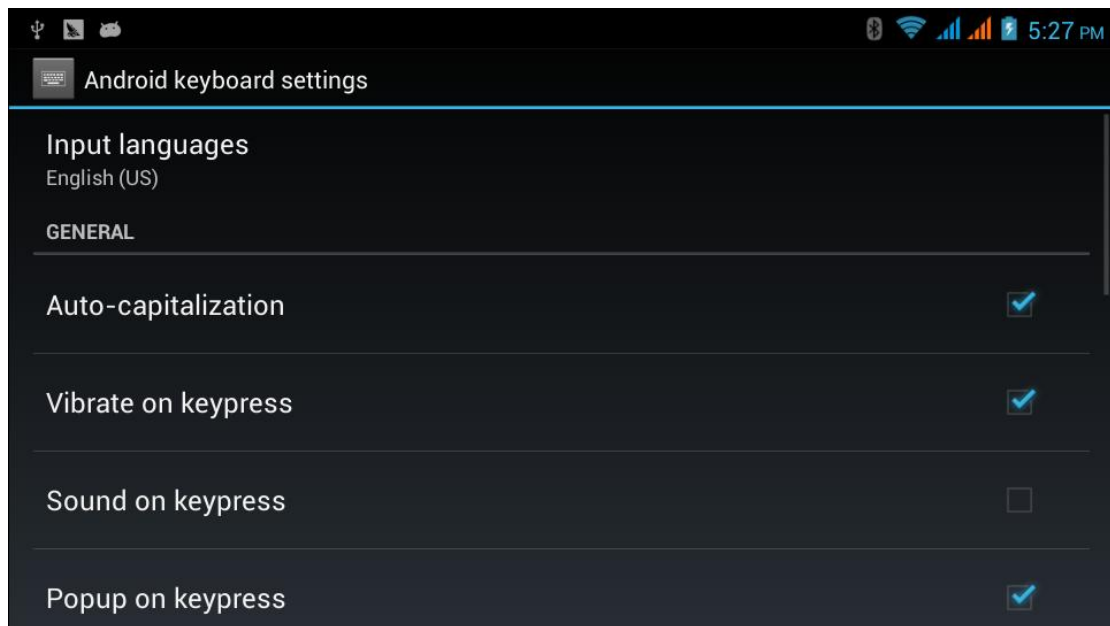 5:27 PM
Android keyboard settings
Input languages
English (US)
GENERAL
Auto-capitalization
Vibrate on keypress
Sound on keypress
Popup on keypress